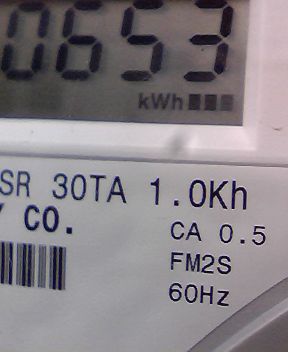 0653
kWh
SR 30TA 1.0Kh
Y CO.
CA 0.5
FM2S
60Hz